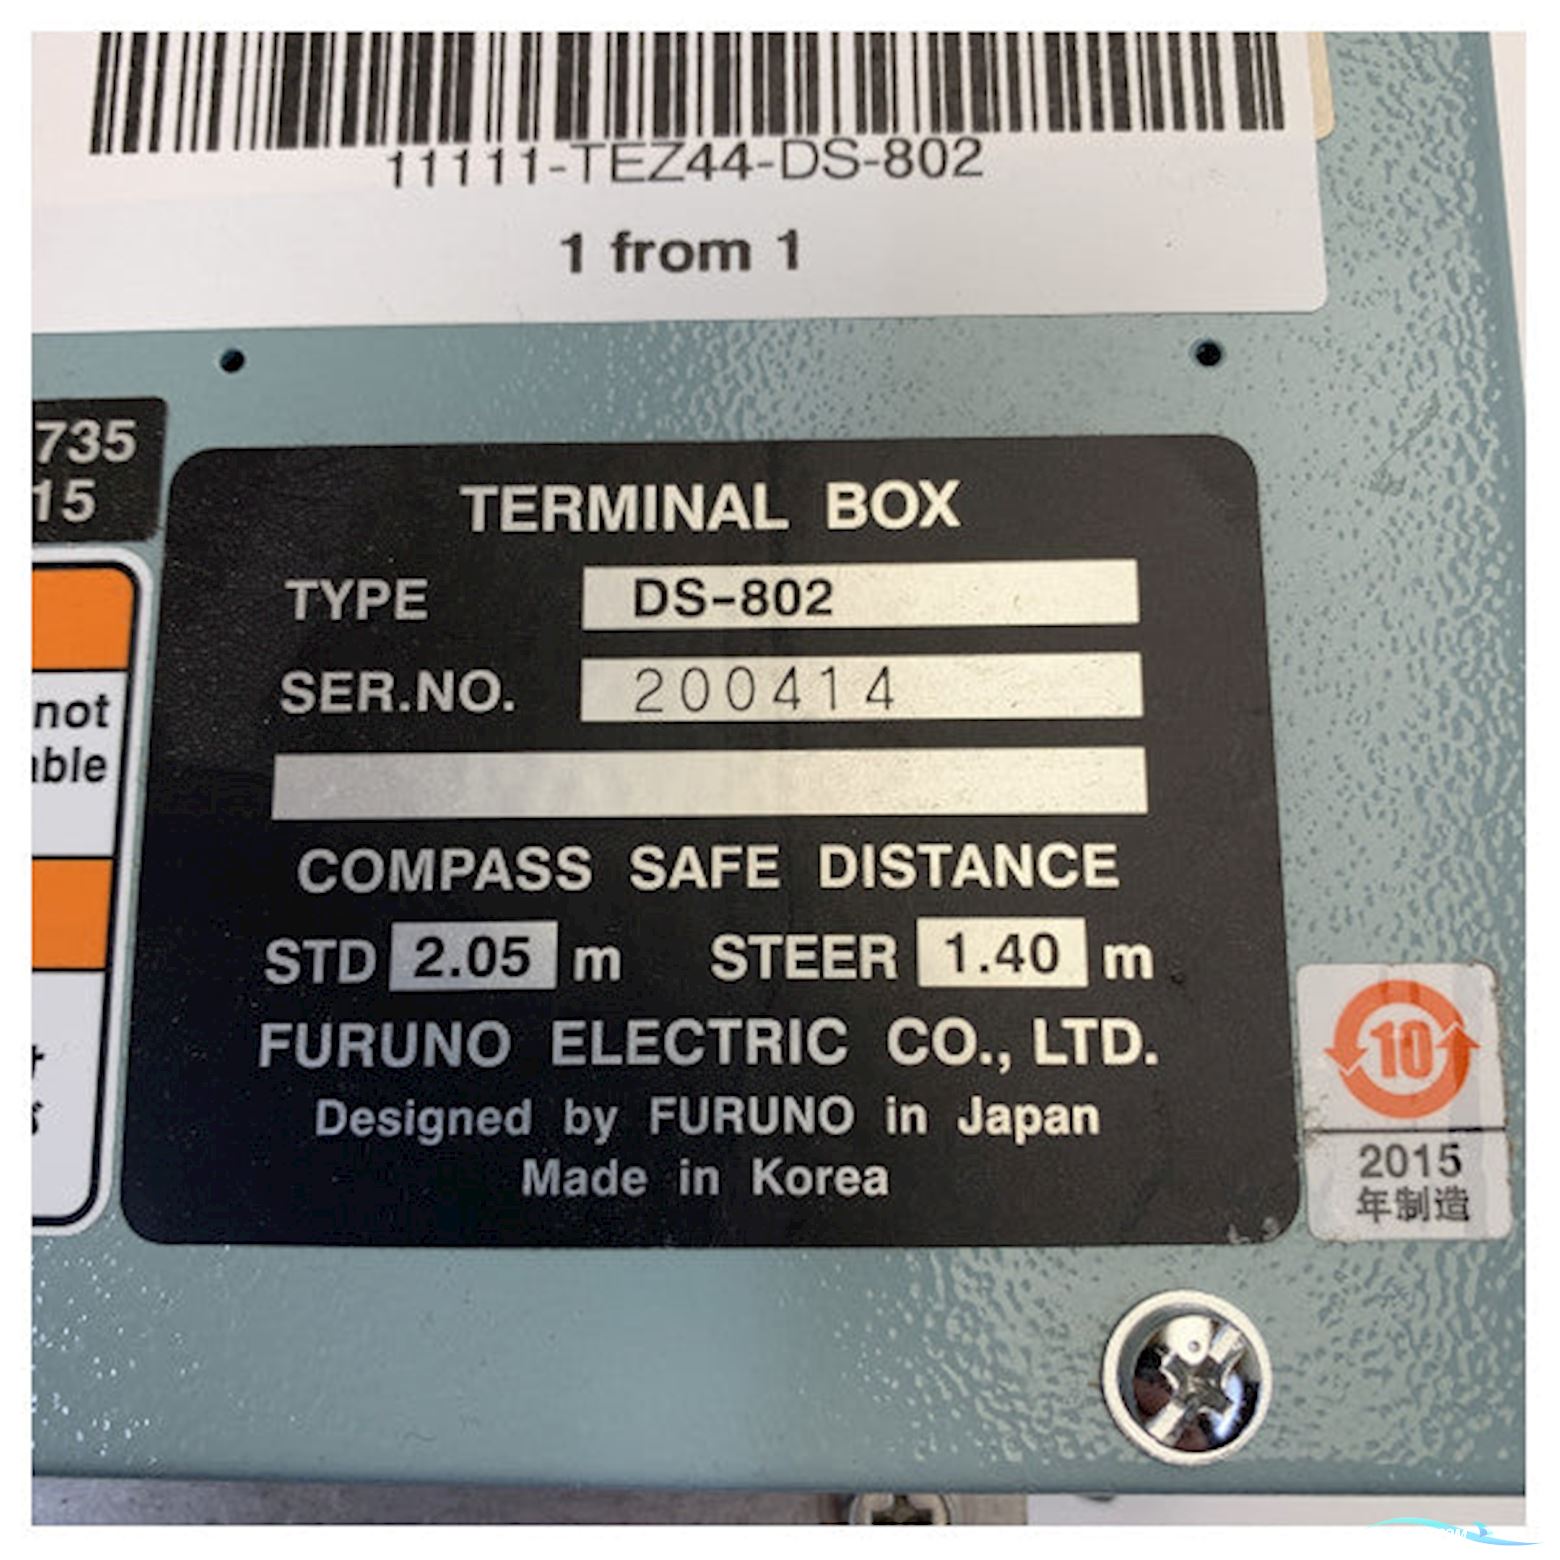 11111-TEZ44-DS-802
1 from 1
735
15
TERMINAL BOX
TYPE DS-802
SER.NO. 200414
not
COMPASS SAFE DISTANCE
STD 2.05 m STEER 1.40 m
FURUNO ELECTRIC CO., LTD.
Designed by FURUNO in Japan
Made in Korea
10
2015
年制造